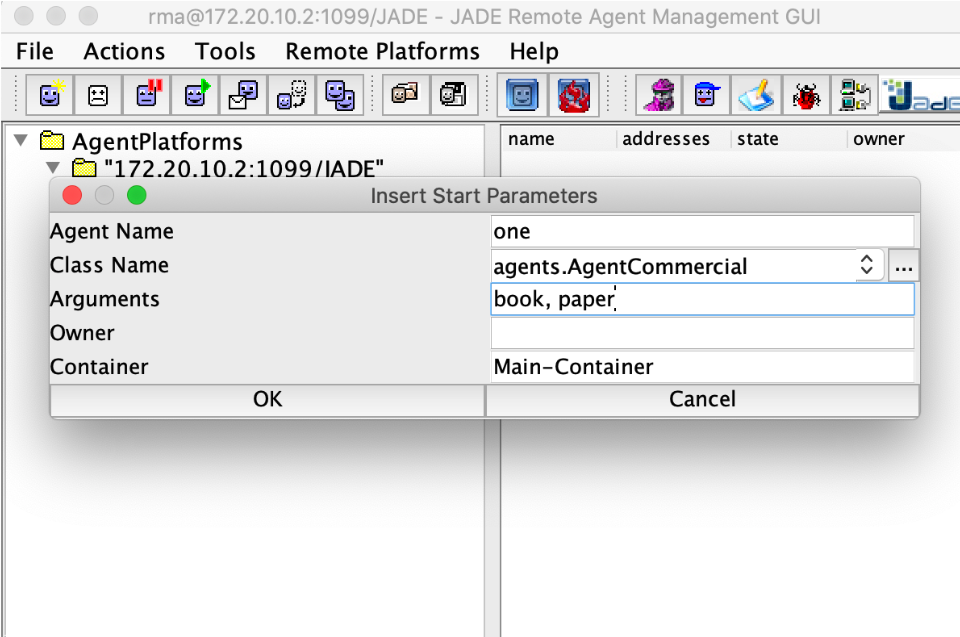 rma@172.20.10.2:1099/JADE - JADE Remote Agent Management GUI
File Actions Tools Remote Platforms Help
Jade
AgentPlatforms
"172.20.10.2:1099/JADE"
name addresses state owner
Insert Start Parameters
Agent Name one
Class Name agents.AgentCommercial ...
Arguments book, paper
Owner
Container Main-Container
OK Cancel